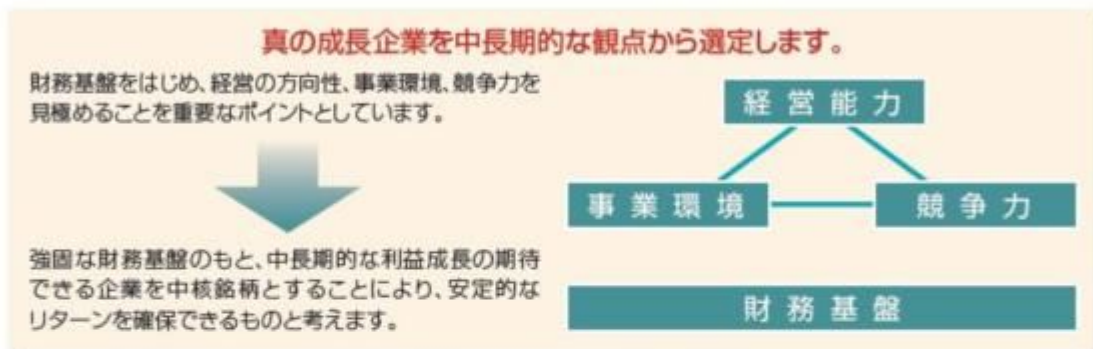 真の成長企業を中長期的な観点から選定します。
財務基盤をはじめ、経営の方向性、事業環境、競争力を
見極めることを重要なポイントとしています。
強固な財務基盤のもと、中長期的な利益成長の期待
できる企業を中核銘柄とすることにより、安定的な
リターンを確保できるものと考えます。
経営能力
事業環境
競争力
財務基盤